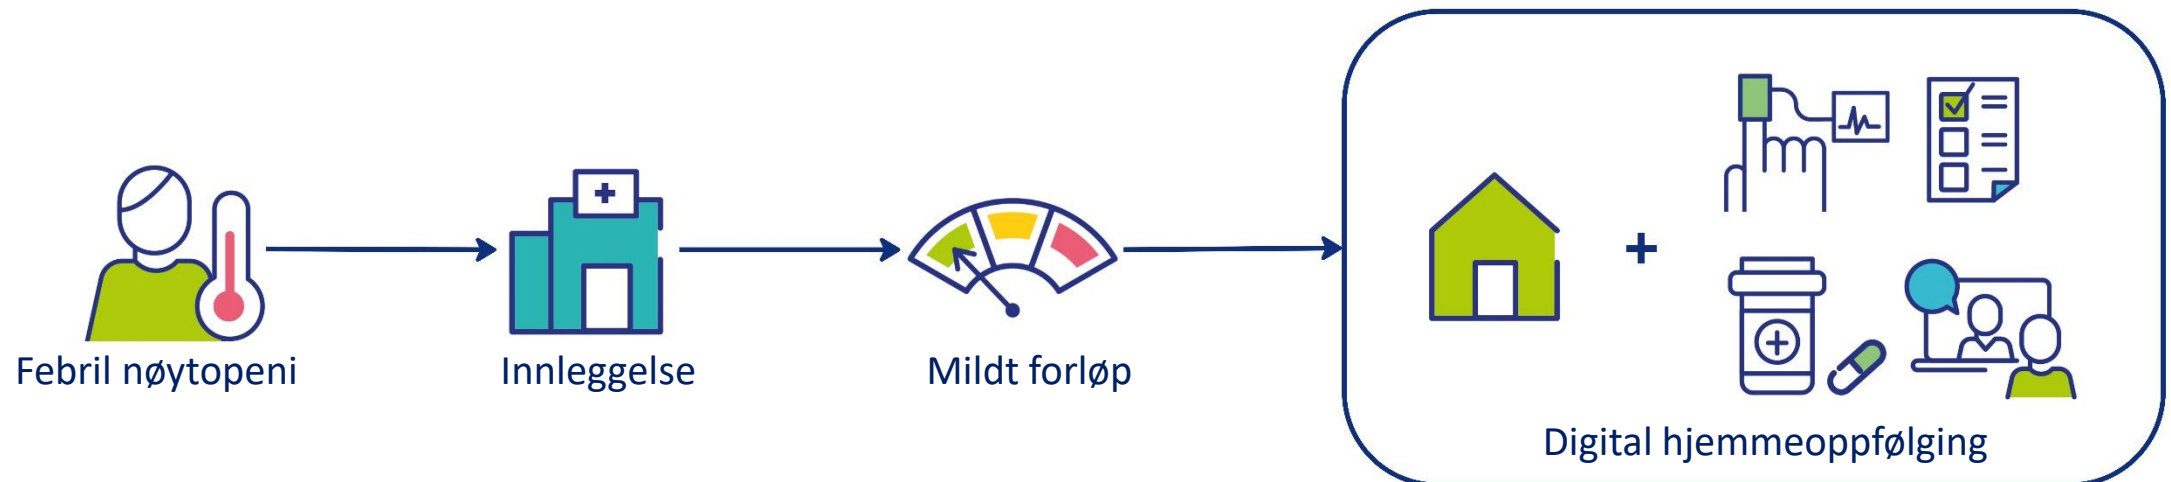 Febril nøytopeni
Innleggelse
Mildt forløp
Digital hjemmeoppfølging